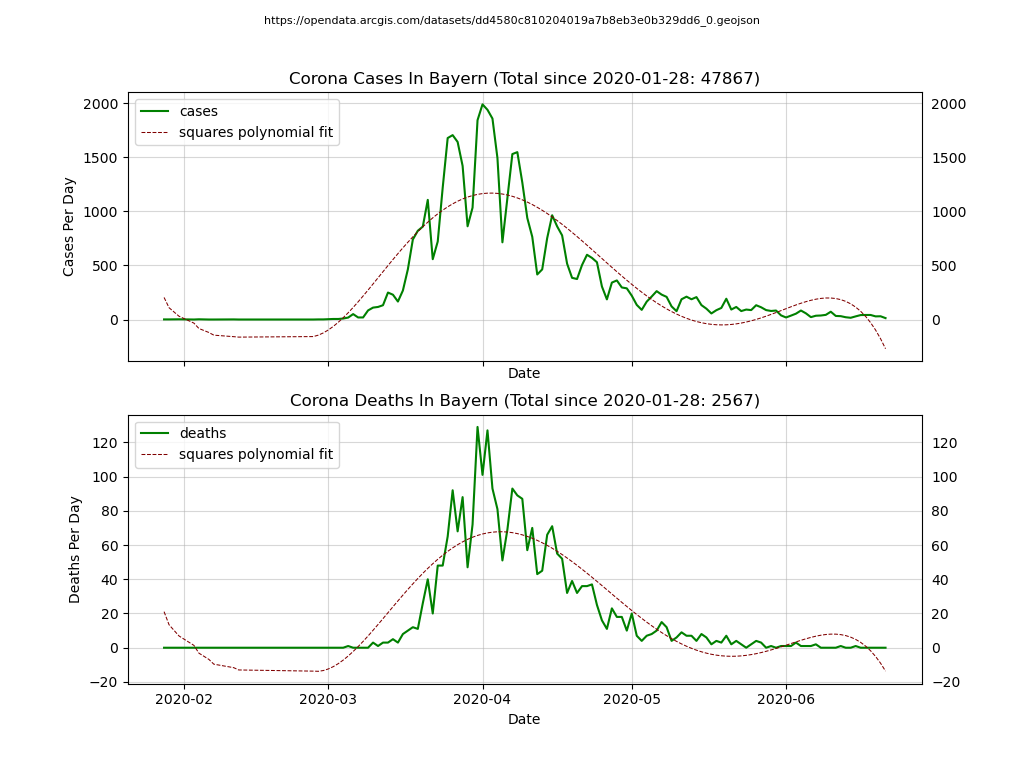 https://opendata.arcgis.com/datasets/dd4580c810204019a7b8eb3e0b329dd6_0.geojson
Corona Cases In Bayern (Total since 2020-01-28: 47867)
cases
squares polynomial fit
2000 2000
1500 1500
1000 1000
500 500
0 0
Cases Per Day
Date
Corona Deaths In Bayern (Total since 2020-01-28: 2567)
deaths
squares polynomial fit
120 120
100 100
80 80
60 60
40 40
20 20
0 0
−20 −20
Deaths Per Day
2020-02 2020-03 2020-04 2020-05 2020-06
Date